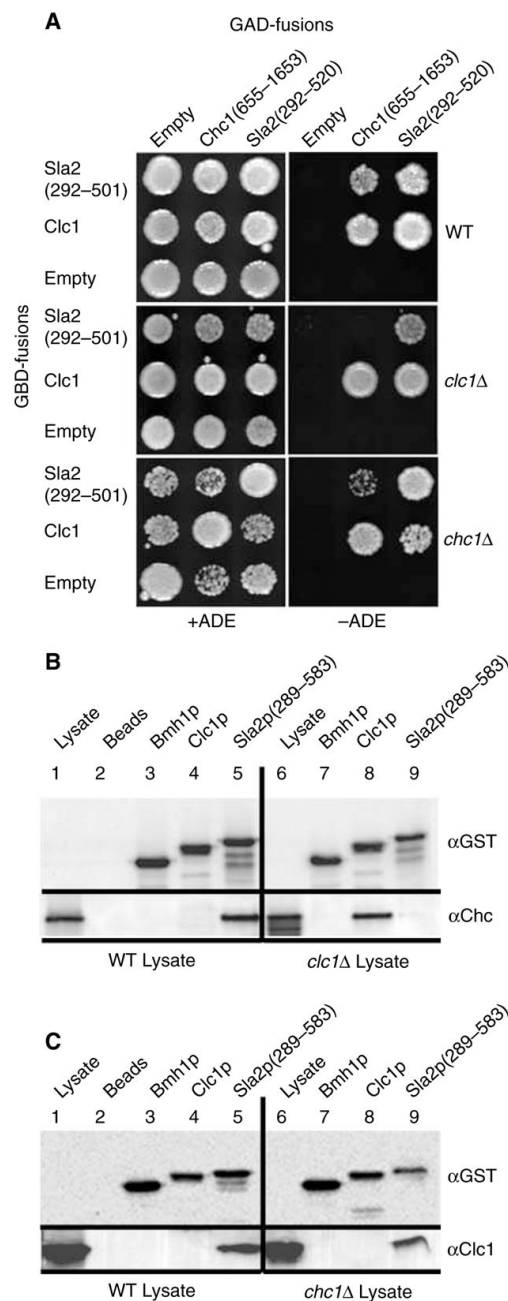 A
GAD-fusions
Empty
Chc1(655–1653)
Sla2(292–520)
Empty
Chc1(655–1653)
Sla2(292–520)
GBD-fusions
Sla2
(292–501)
Clc1
Empty
WT
Sla2
(292–501)
Clc1
Empty
clc1Δ
Sla2
(292–501)
Clc1
Empty
chc1Δ
+ADE
–ADE
B
Lysate
Beads
Bmh1p
Clc1p
Sla2p(289–583)
Lysate
Bmh1p
Clc1p
Sla2p(289–583)
1 2 3 4 5 6 7 8 9
αGST
αChc
WT Lysate
clc1Δ Lysate
C
Lysate
Beads
Bmh1p
Clc1p
Sla2p(289–583)
Lysate
Bmh1p
Clc1p
Sla2p(289–583)
1 2 3 4 5 6 7 8 9
αGST
αClc1
WT Lysate
chc1Δ Lysate